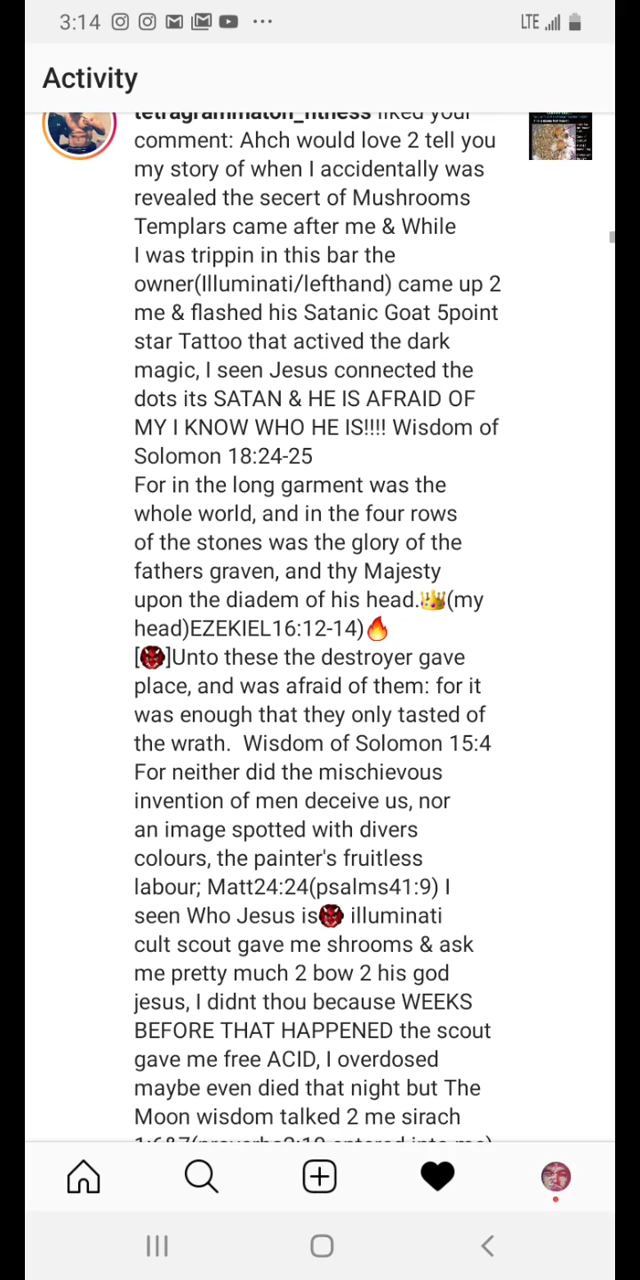 3:14
LTE
Activity
tetragrammaton_fitness liked your
comment: Ahch would love 2 tell you
my story of when I accidentally was
revealed the secert of Mushrooms
Templars came after me & While
I was trippin in this bar the
owner(Illuminati/lefthand) came up 2
me & flashed his Satanic Goat 5point
star Tattoo that actived the dark
magic, I seen Jesus connected the
dots its SATAN & HE IS AFRAID OF
MY I KNOW WHO HE IS!!!! Wisdom of
Solomon 18:24-25
For in the long garment was the
whole world, and in the four rows
of the stones was the glory of the
fathers graven, and thy Majesty
upon the diadem of his head.👑(my
head)EZEKIEL16:12-14)🔥
[👹]Unto these the destroyer gave
place, and was afraid of them: for it
was enough that they only tasted of
the wrath.  Wisdom of Solomon 15:4
For neither did the mischievous
invention of men deceive us, nor
an image spotted with divers
colours, the painter's fruitless
labour; Matt24:24(psalms41:9) I
seen Who Jesus is👹 illuminati
cult scout gave me shrooms & ask
me pretty much 2 bow 2 his god
jesus, I didnt thou because WEEKS
BEFORE THAT HAPPENED the scout
gave me free ACID, I overdosed
maybe even died that night but The
Moon wisdom talked 2 me sirach